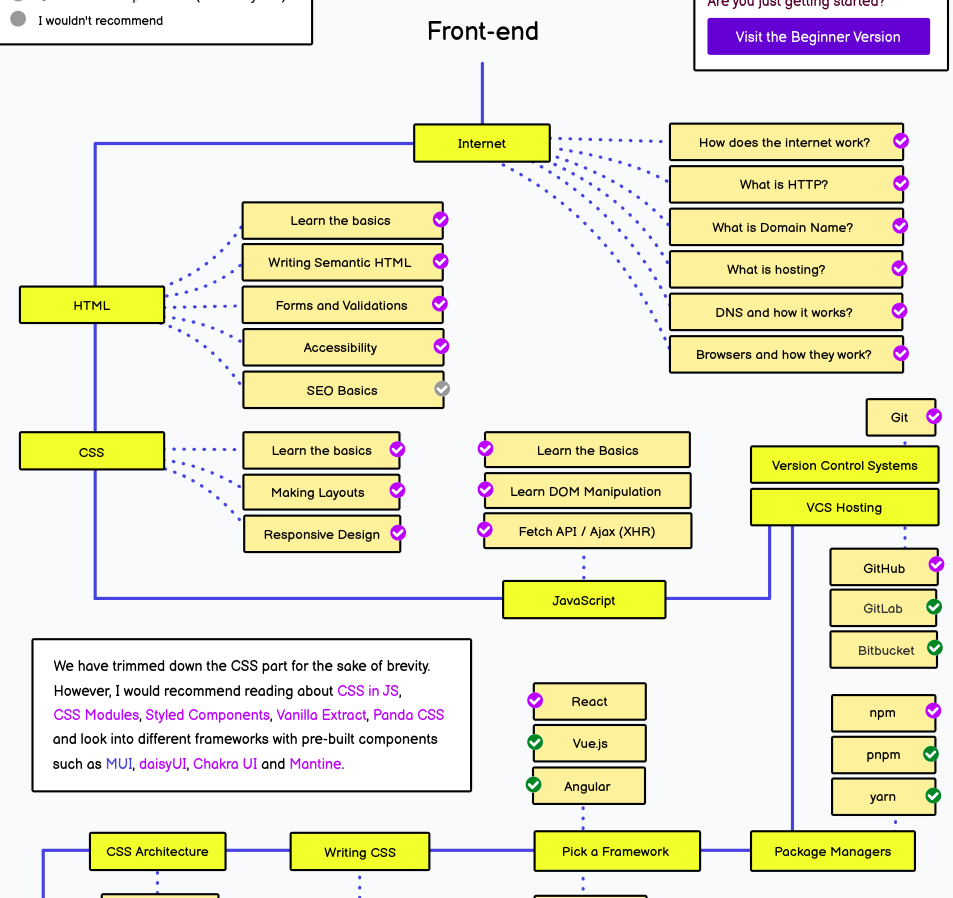 I wouldn't recommend
Are you just getting started?
Visit the Beginner Version
Front-end
Internet
How does the internet work?
What is HTTP?
What is Domain Name?
What is hosting?
DNS and how it works?
Browsers and how they work?
Learn the basics
Writing Semantic HTML
HTML
Forms and Validations
Accessibility
SEO Basics
CSS
Learn the basics
Making Layouts
Responsive Design
Learn the Basics
Learn DOM Manipulation
Fetch API / Ajax (XHR)
JavaScript
Git
Version Control Systems
VCS Hosting
GitHub
GitLab
Bitbucket
We have trimmed down the CSS part for the sake of brevity.
However, I would recommend reading about CSS in JS,
CSS Modules, Styled Components, Vanilla Extract, Panda CSS
and look into different frameworks with pre-built components
such as MUI, daisyUI, Chakra UI and Mantine.
React
Vue.js
Angular
npm
pnpm
yarn
CSS Architecture
Writing CSS
Pick a Framework
Package Managers